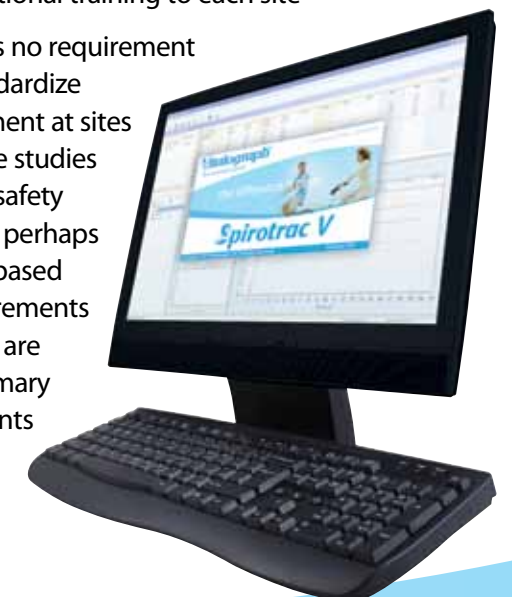 tional training to each site
s no requirement
dardize
ment at sites
e studies
safety
perhaps
based
rements
are
mary
nts
Vitalograph
Spirotrac V